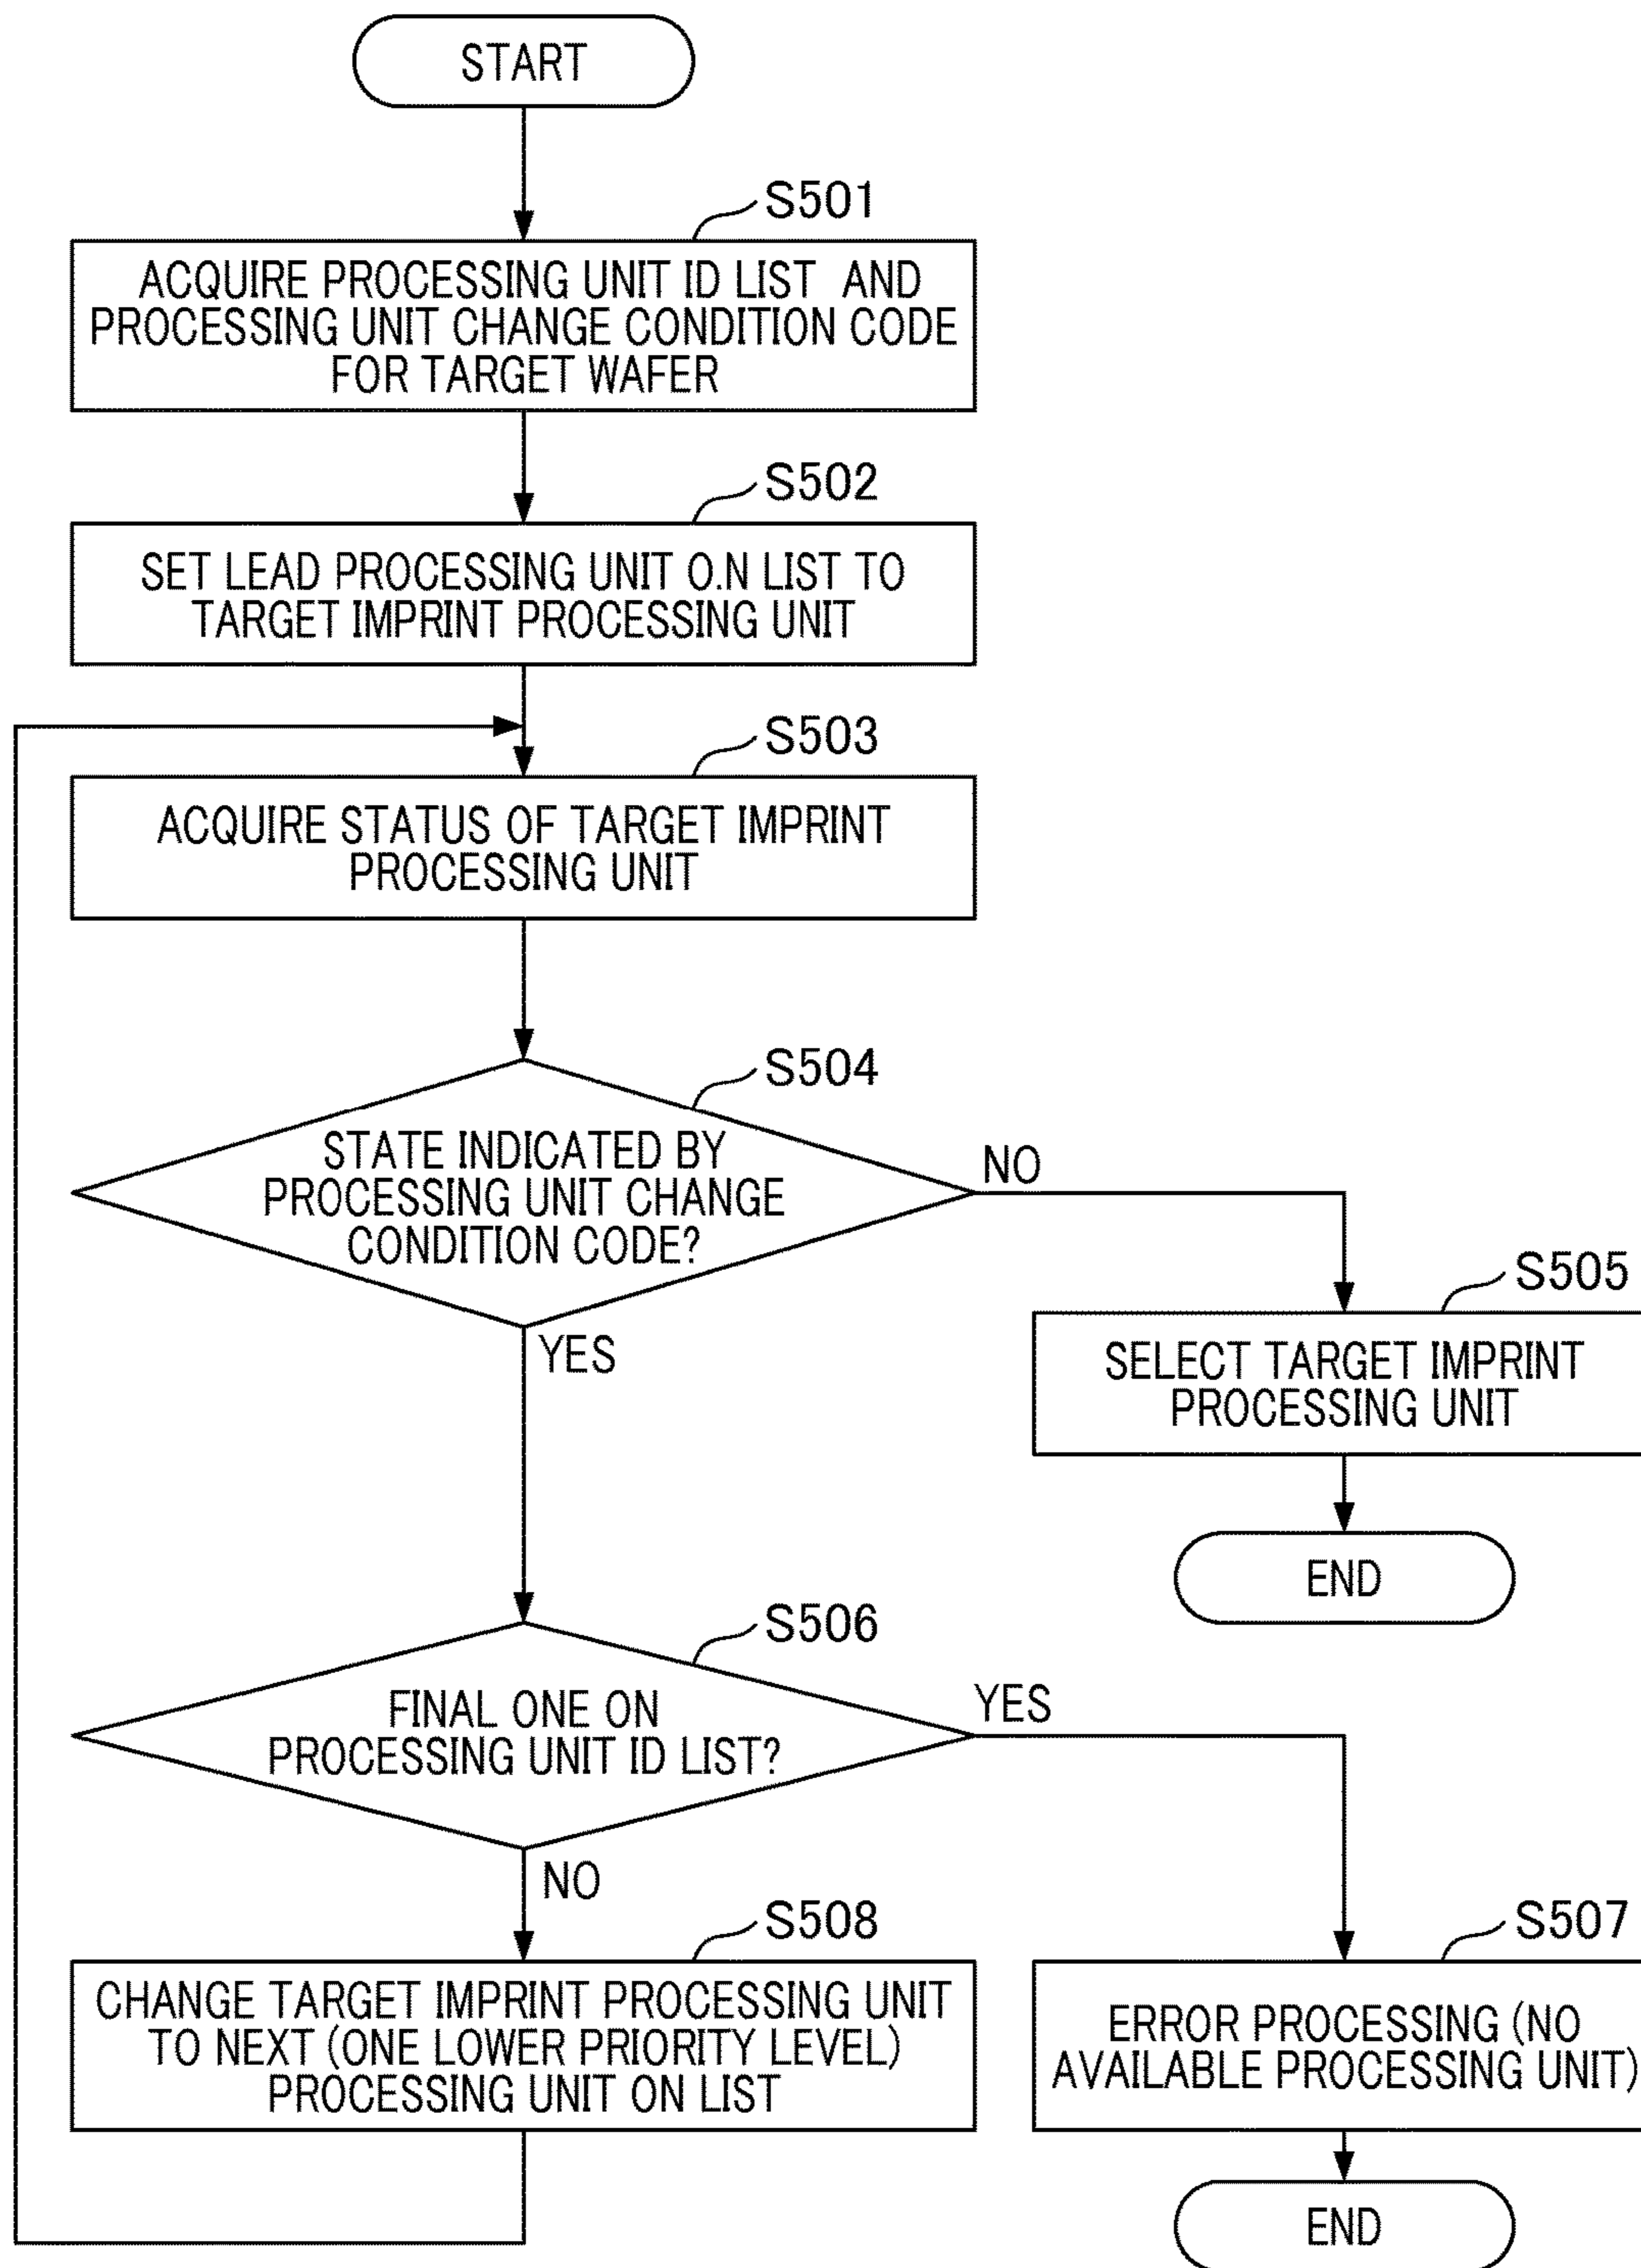 START
S501
ACQUIRE PROCESSING UNIT ID LIST AND
PROCESSING UNIT CHANGE CONDITION CODE
FOR TARGET WAFER
S502
SET LEAD PROCESSING UNIT O.N LIST TO
TARGET IMPRINT PROCESSING UNIT
S503
ACQUIRE STATUS OF TARGET IMPRINT
PROCESSING UNIT
S504
STATE INDICATED BY
PROCESSING UNIT CHANGE
CONDITION CODE?
NO
YES
S505
SELECT TARGET IMPRINT
PROCESSING UNIT
END
S506
FINAL ONE ON
PROCESSING UNIT ID LIST?
YES
NO
S508
CHANGE TARGET IMPRINT PROCESSING UNIT
TO NEXT (ONE LOWER PRIORITY LEVEL)
PROCESSING UNIT ON LIST
S507
ERROR PROCESSING (NO
AVAILABLE PROCESSING UNIT)
END